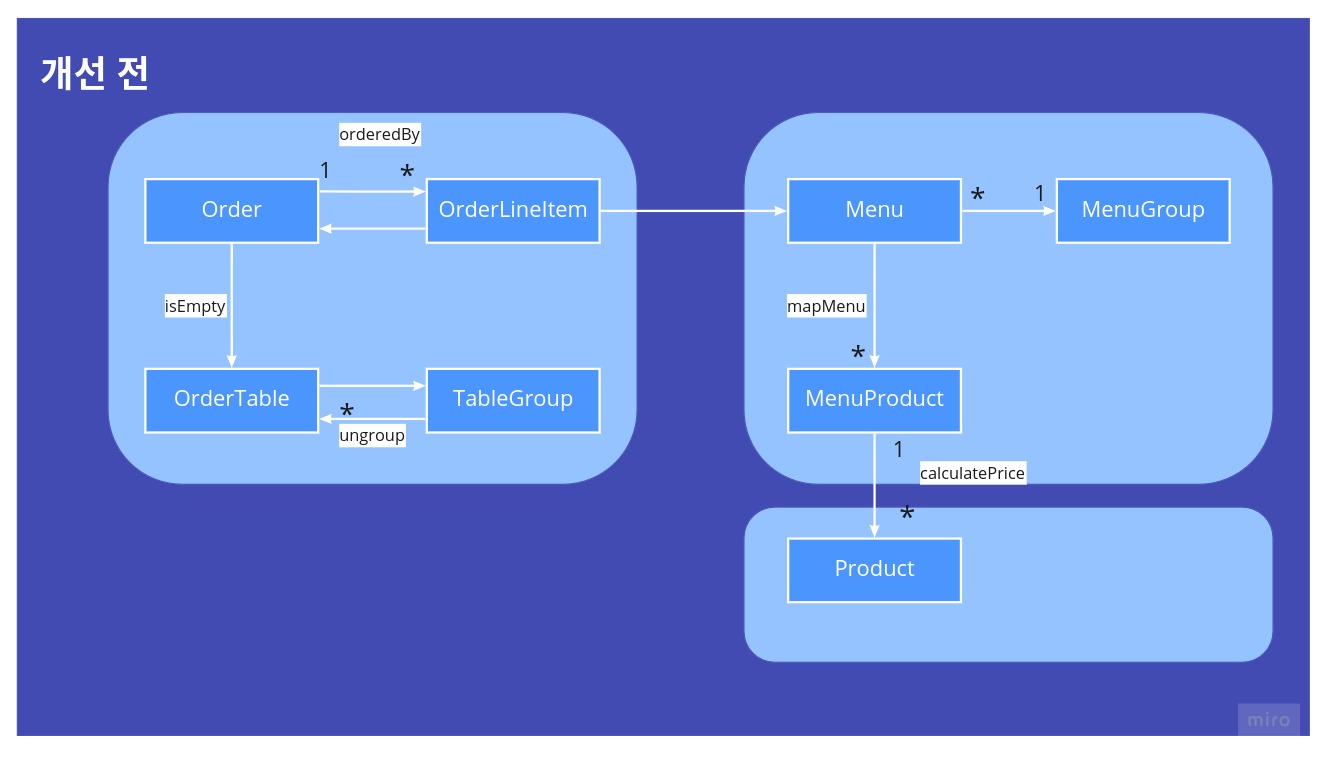 개선 전
orderedBy
1
*
Order
OrderLineItem
isEmpty
OrderTable
TableGroup
*
ungroup
Menu
*
1
MenuGroup
mapMenu
*
MenuProduct
1
calculatePrice
*
Product
miro